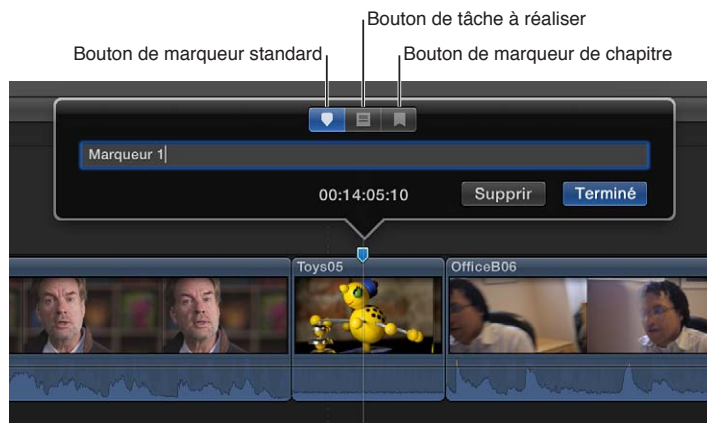 Bouton de tâche à réaliser
Bouton de marqueur standard
Bouton de marqueur de chapitre
Marqueur 1
00:14:05:10
Supprir
Terminé
Toys05
OfficeB06